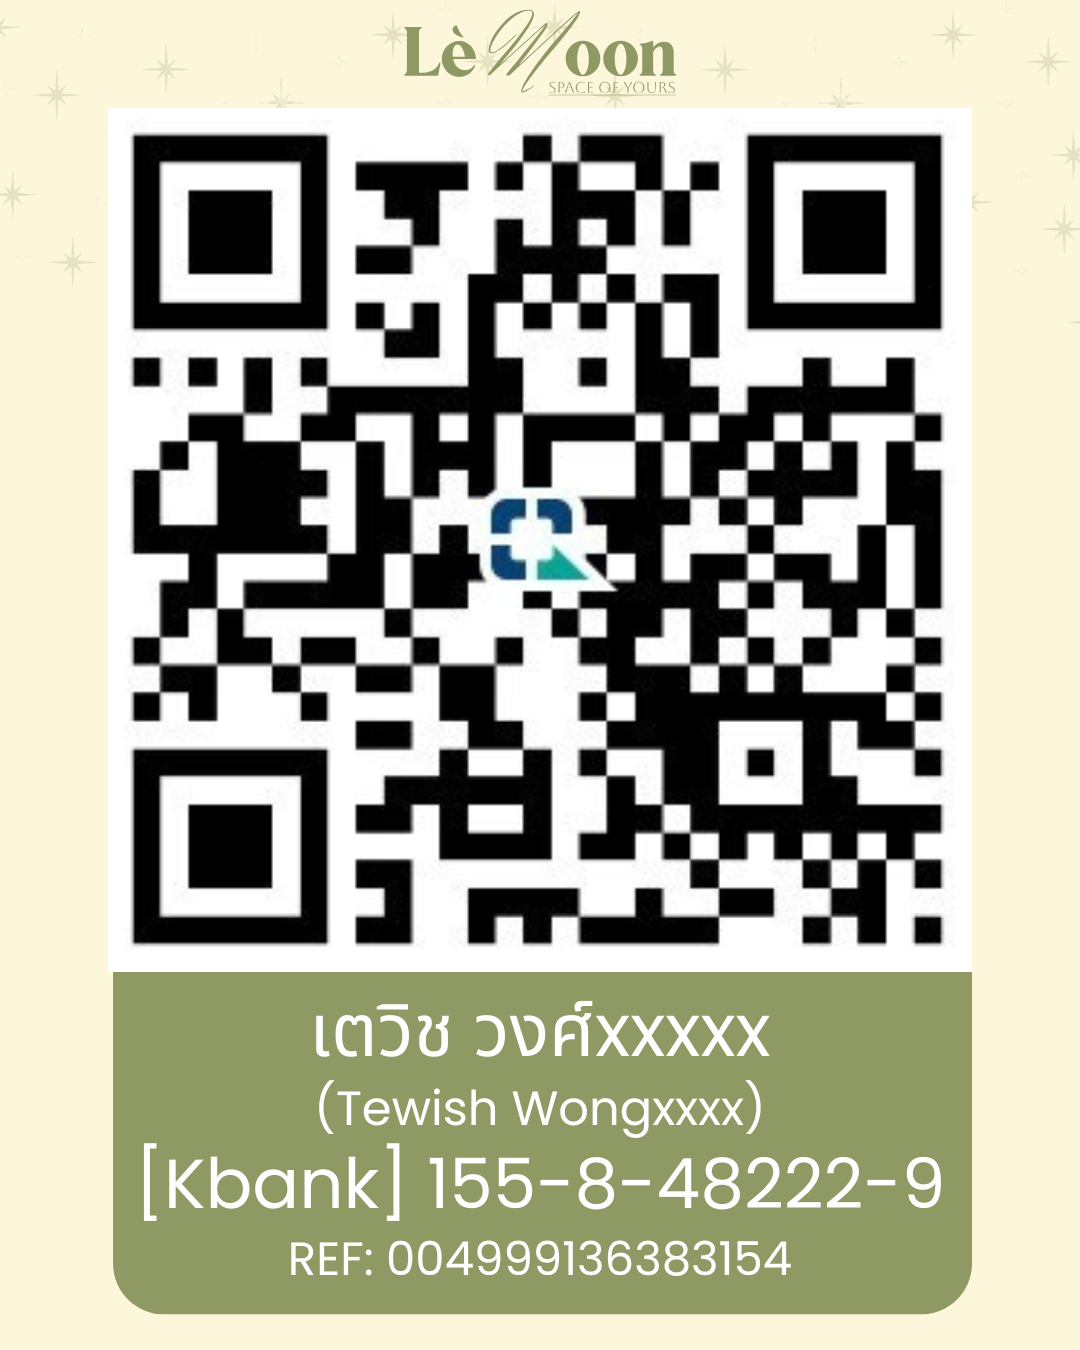 Lè Moon
SPACE OF YOURS
เตวิช วงศ์xxxxx
(Tewish Wongxxxx)
[Kbank] 155-8-48222-9
REF: 004999136383154